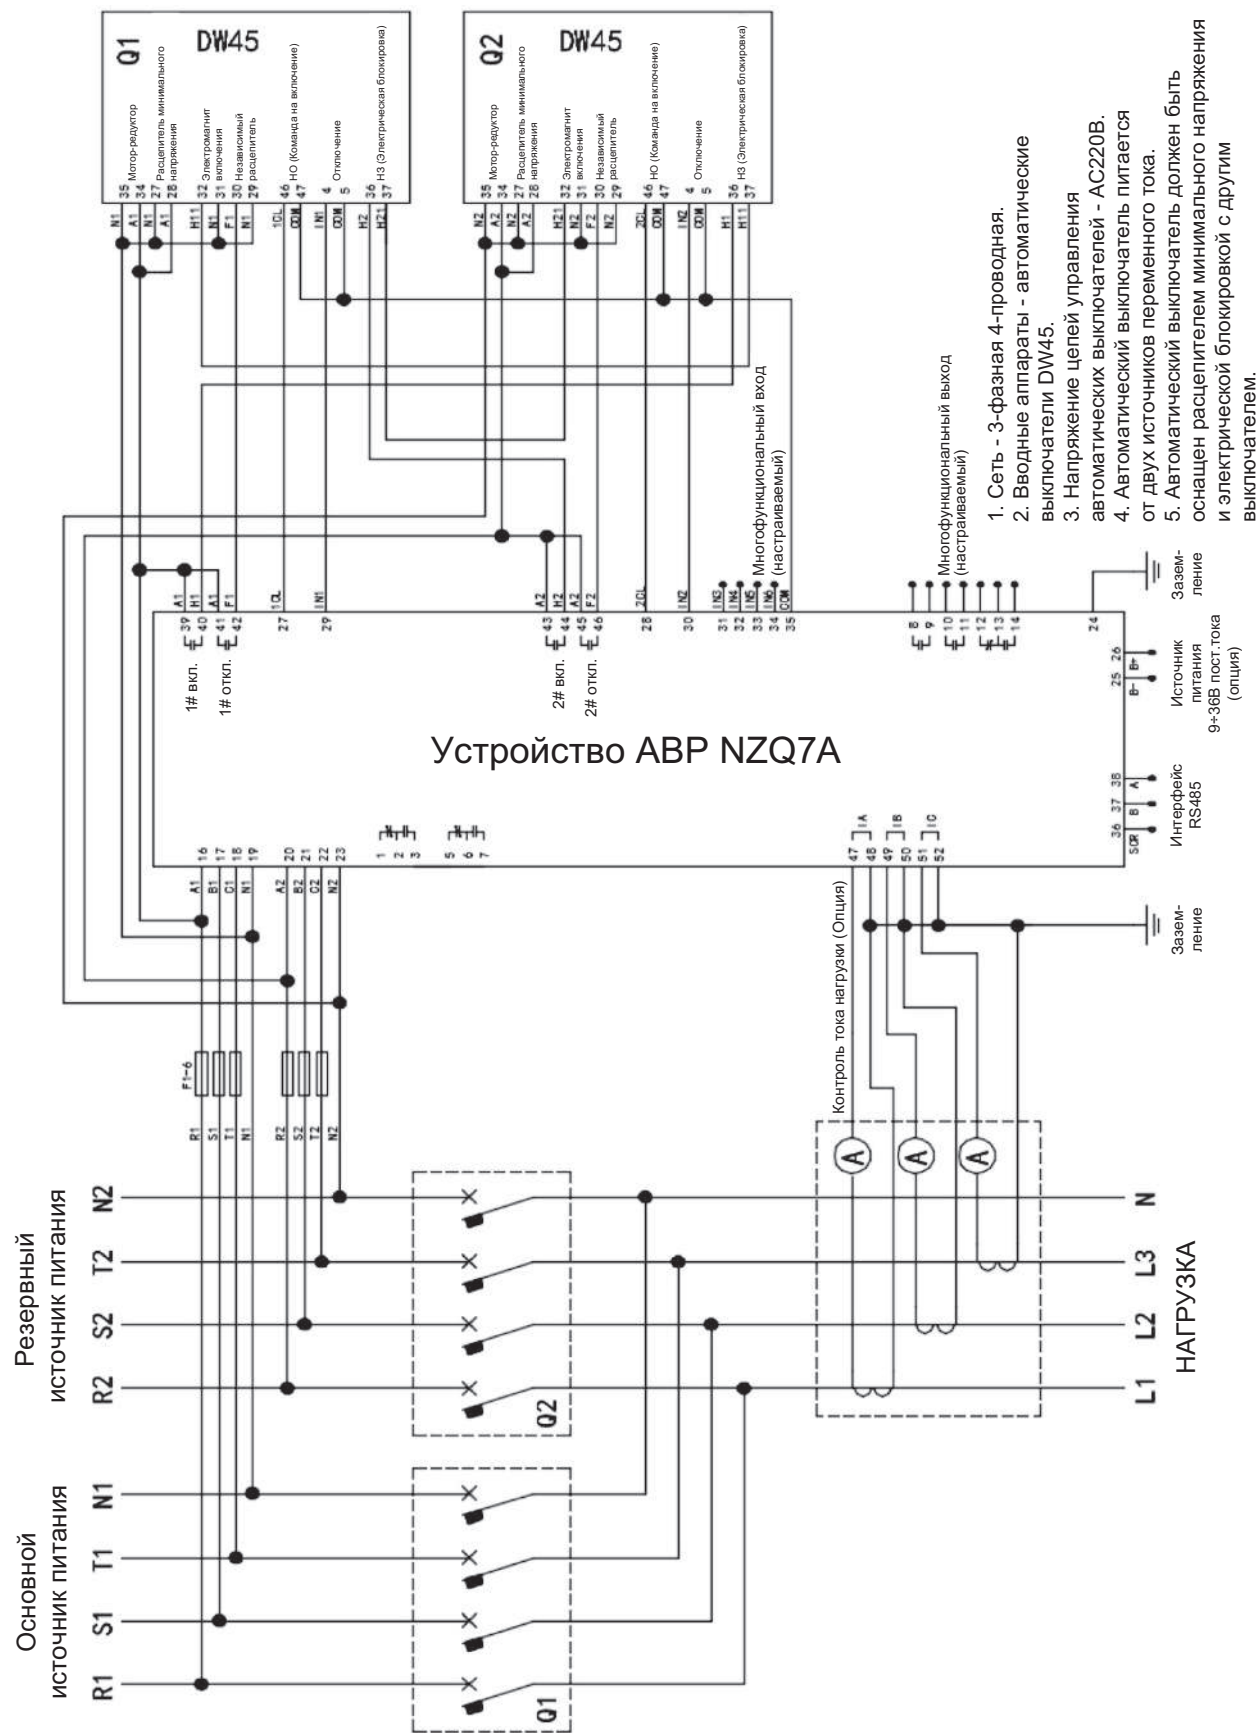 Q1
DW45
35 Мотор-редуктор
34
27 Расцепитель минимального
28 напряжения
32 Электромагнит
31 включения
30 Независимый
29 расцепитель
46 НО (Команда на включение)
47
4 Отключение
5
36 НЗ (Электрическая блокировка)
37
N1
A1
N1
A1
H11
N1
F1
N1
1CL
COM
IN1
COM
H2
H21
Q2
DW45
35 Мотор-редуктор
34
27 Расцепитель минимального
28 напряжения
32 Электромагнит
31 включения
30 Независимый
29 расцепитель
46 НО (Команда на включение)
47
4 Отключение
5
36 НЗ (Электрическая блокировка)
37
N2
A2
N2
A2
H21
N2
F2
N2
2CL
COM
IN2
COM
H1
H11
1. Сеть - 3-фазная 4-проводная.
2. Вводные аппараты - автоматические
выключатели DW45.
3. Напряжение цепей управления
автоматических выключателей - AC220В.
4. Автоматический выключатель питается
от двух источников переменного тока.
5. Автоматический выключатель должен быть
оснащен расцепителем минимального напряжения
и электрической блокировкой с другим
выключателем.
A1
H1
A1
F1
1CL
IN1
A2
H2
A2
F2
2CL
IN2
IN3
IN4
IN5
IN6
COM
Многофункциональный вход
(настраиваемый)
Многофункциональный выход
(настраиваемый)
39
40
41
42
27
29
43
44
45
46
28
30
31
32
33
34
35
8
9
10
11
12
13
14
24
1# вкл.
1# откл.
2# вкл.
2# откл.
Зазем-
ление
26 B+
25 B-
Источник
питания
9÷36В пост.тока
(опция)
Устройство АВР NZQ7A
38 A
37 B
36 SCR
Интерфейс
RS485
1
2
3
5
6
7
IA
IB
IC
16
17
18
19
20
21
22
23
47
48
49
50
51
52
A1
B1
C1
N1
A2
B2
C2
N2
Контроль тока нагрузки (Опция)
Зазем-
ление
F1-6
R1
S1
T1
N1
R2
S2
T2
N2
A
A
A
Резервный
источник питания
N2
T2
S2
R2
Q2
N
L3
L2
L1
НАГРУЗКА
Основной
источник питания
N1
T1
S1
R1
Q1